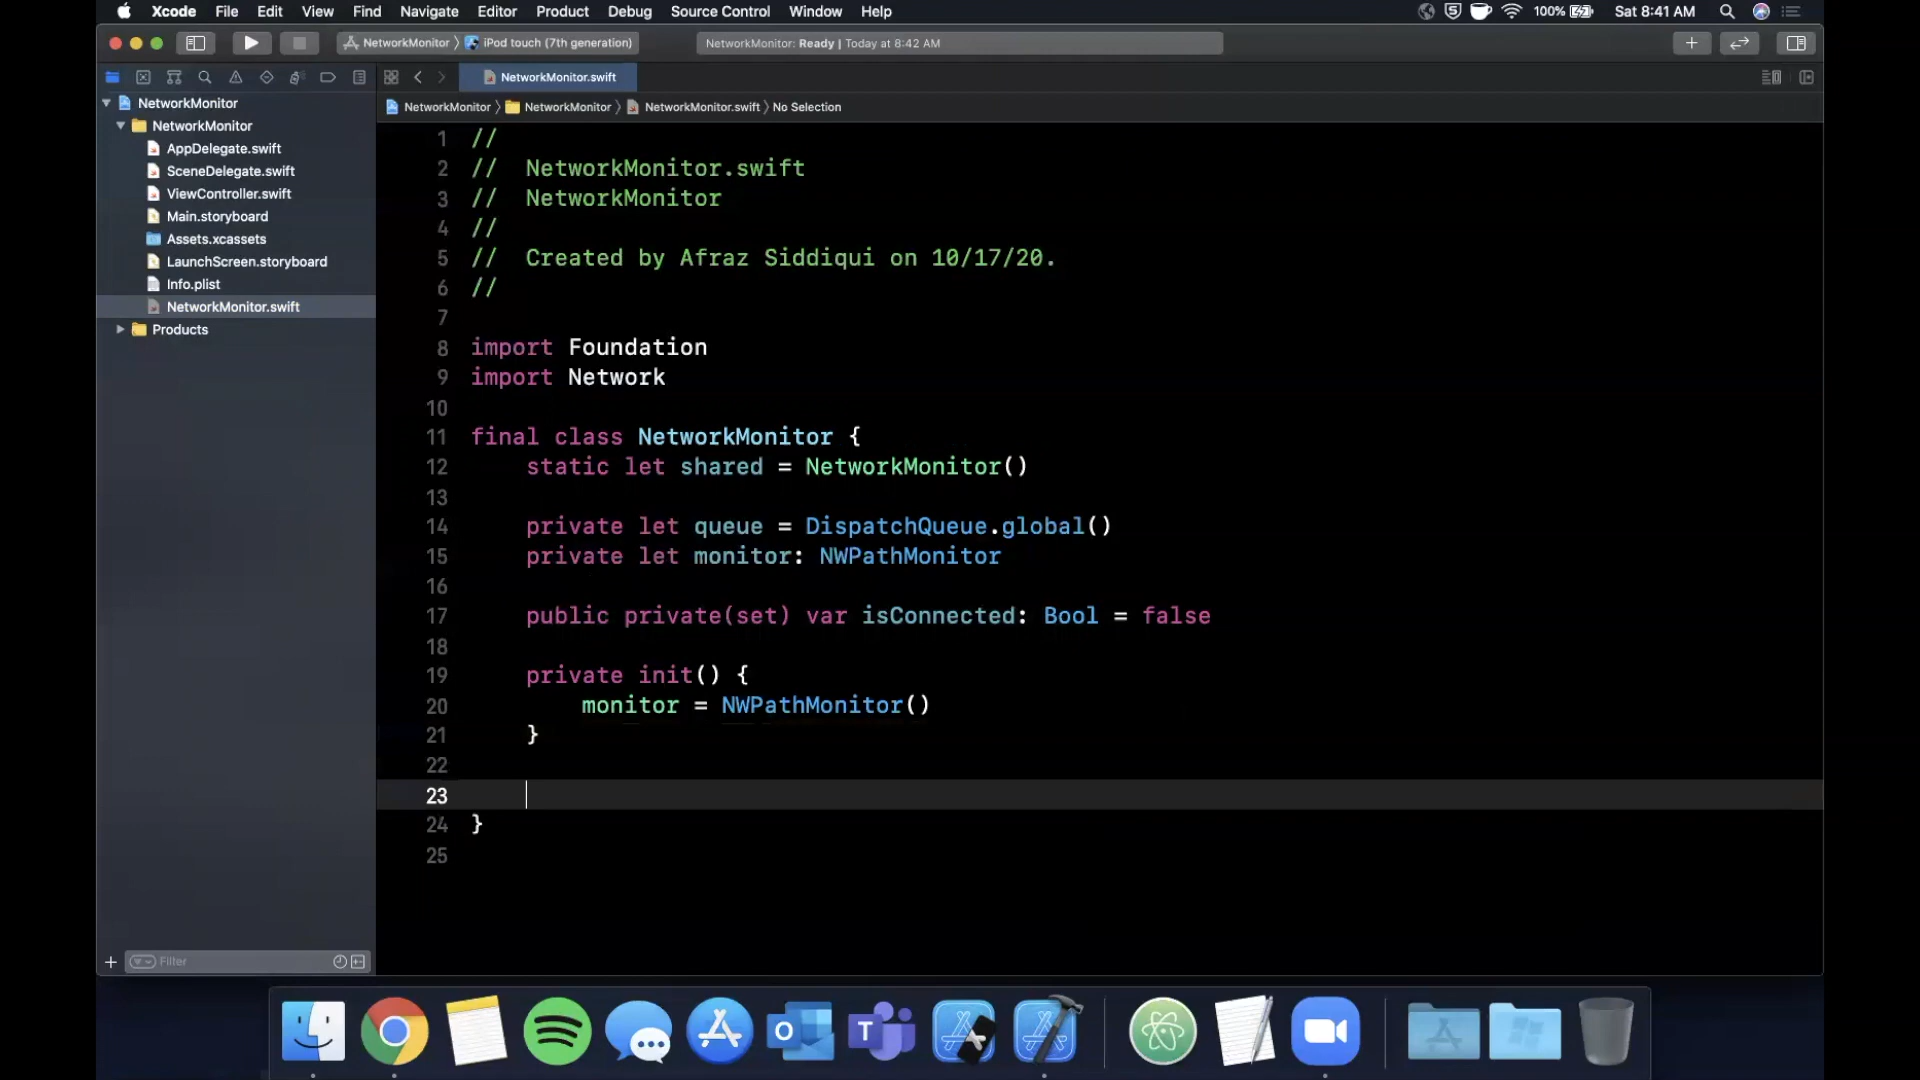 Xcode File Edit View Find Navigate Editor Product Debug Source Control Window Help 100% Sat 8:41 AM
NetworkMonitor iPod touch (7th generation) NetworkMonitor: Ready | Today at 8:42 AM
NetworkMonitor.swift
NetworkMonitor NetworkMonitor NetworkMonitor.swift No Selection
NetworkMonitor
NetworkMonitor
AppDelegate.swift
SceneDelegate.swift
ViewController.swift
Main.storyboard
Assets.xcassets
LaunchScreen.storyboard
Info.plist
NetworkMonitor.swift
Products
Filter
1 //
2 // NetworkMonitor.swift
3 // NetworkMonitor
4 //
5 // Created by Afraz Siddiqui on 10/17/20.
6 //
7
8 import Foundation
9 import Network
10
11 final class NetworkMonitor {
12 static let shared = NetworkMonitor()
13
14 private let queue = DispatchQueue.global()
15 private let monitor: NWPathMonitor
16
17 public private(set) var isConnected: Bool = false
18
19 private init() {
20 monitor = NWPathMonitor()
21 }
22
23
24 }
25